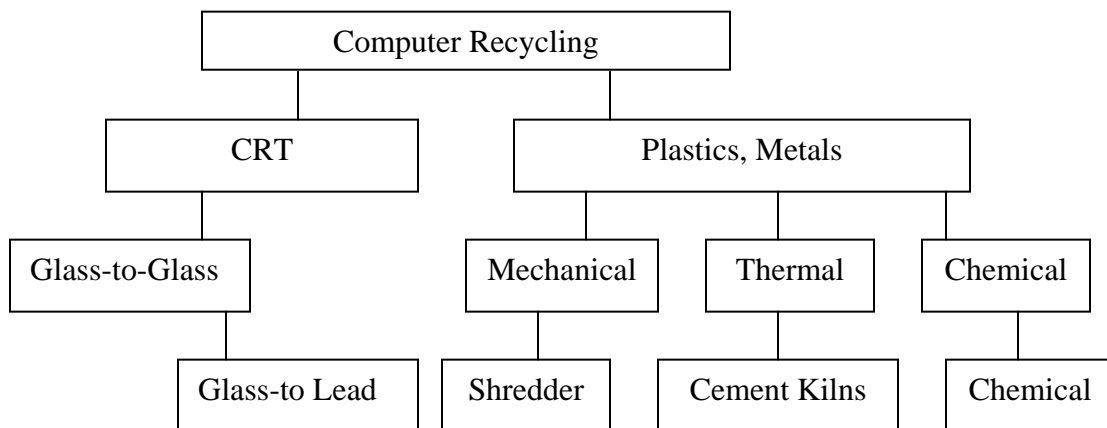 Computer Recycling
CRT
Plastics, Metals
Glass-to-Glass
Mechanical
Thermal
Chemical
Glass-to Lead
Shredder
Cement Kilns
Chemical